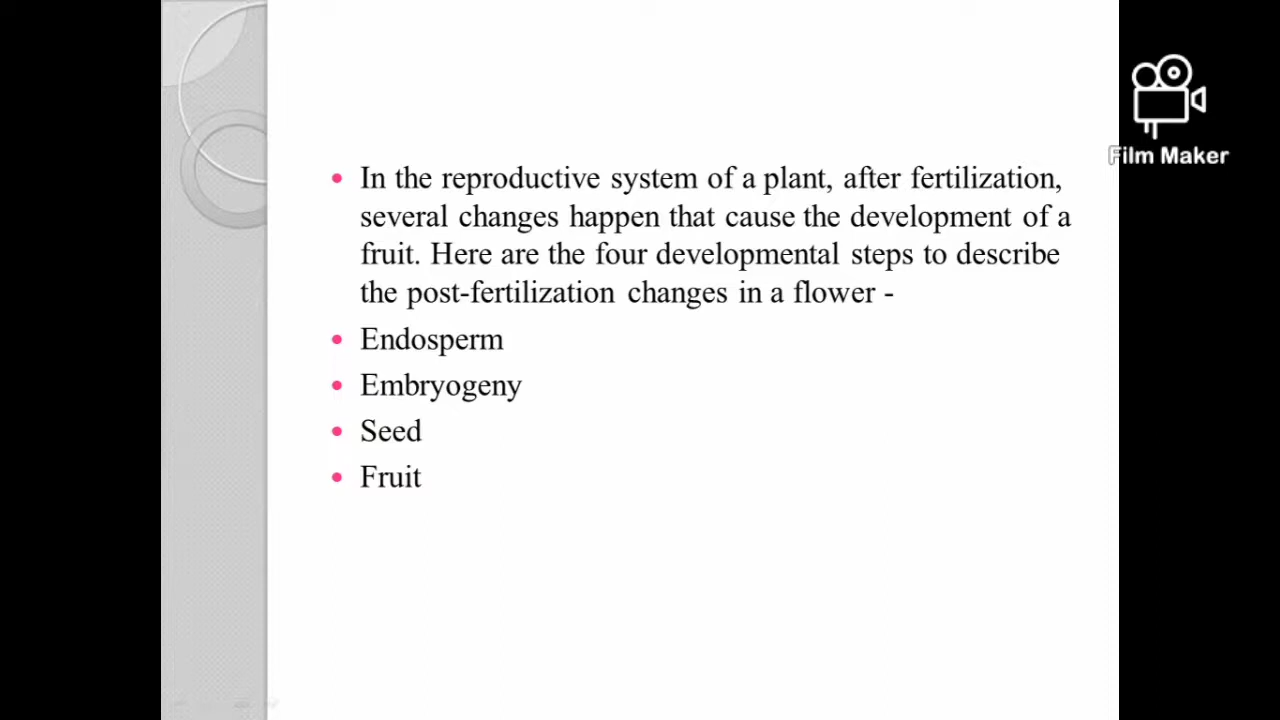 In the reproductive system of a plant, after fertilization,
several changes happen that cause the development of a
fruit. Here are the four developmental steps to describe
the post-fertilization changes in a flower -
Endosperm
Embryogeny
Seed
Fruit
Film Maker